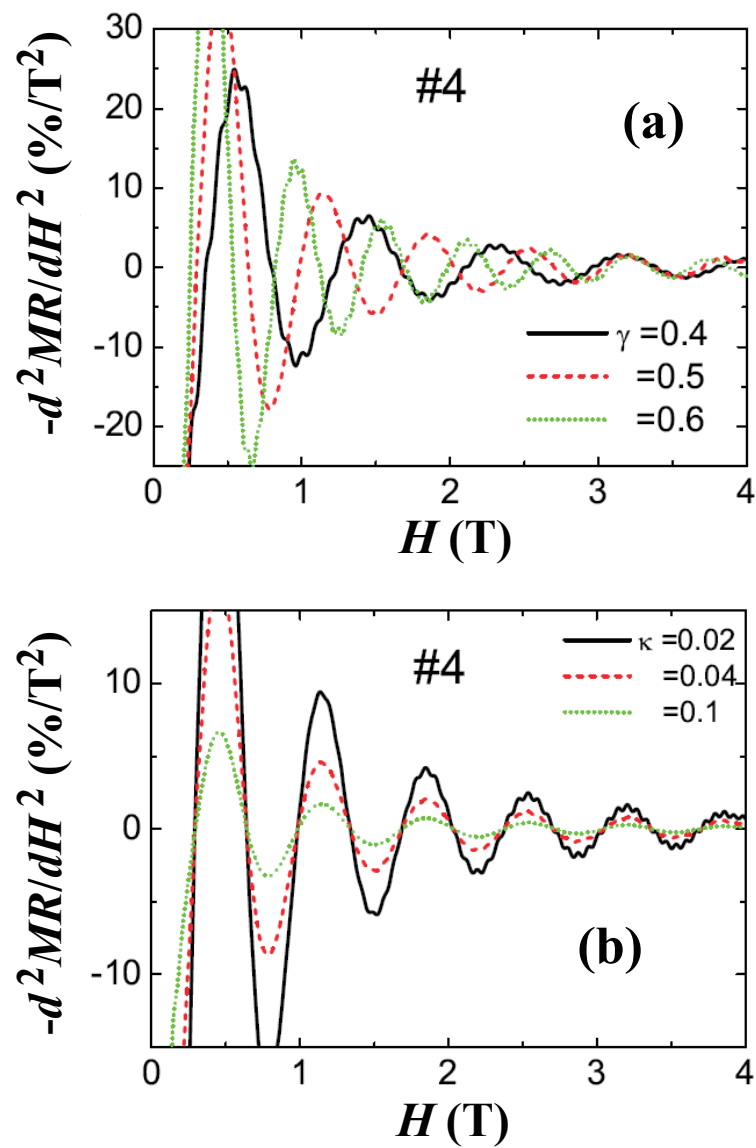 30
20
10
0
-10
-20
-d²MR/dH² (%/T²)
#4
(a)
γ =0.4
=0.5
=0.6
0 1 2 3 4
H (T)
10
0
-10
-d²MR/dH² (%/T²)
#4
κ =0.02
=0.04
=0.1
(b)
0 1 2 3 4
H (T)